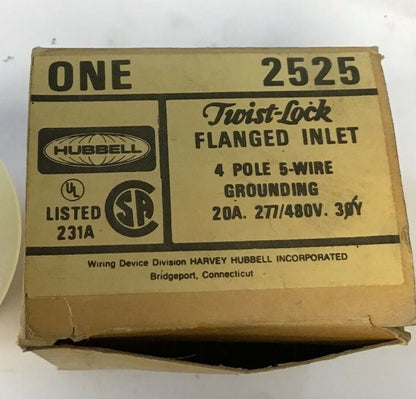 ONE 2525
HUBBELL
Twist-Lock
FLANGED INLET
4 POLE 5-WIRE
GROUNDING
20A. 277/480V. 3ØY
UL
LISTED
231A
SA
Wiring Device Division HARVEY HUBBELL INCORPORATED
Bridgeport, Connecticut